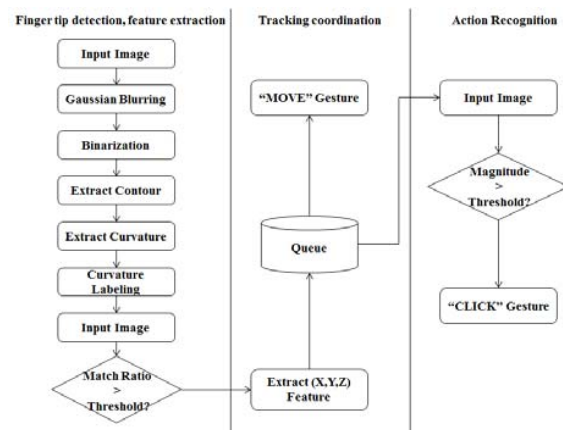 Finger tip detection, feature extraction
Input Image
Gaussian Blurring
Binarization
Extract Contour
Extract Curvature
Curvature
Labeling
Input Image
Match Ratio
>
Threshold?
Tracking coordination
“MOVE” Gesture
Queue
Extract (X,Y,Z)
Feature
Action Recognition
Input Image
Magnitude
>
Threshold?
“CLICK” Gesture